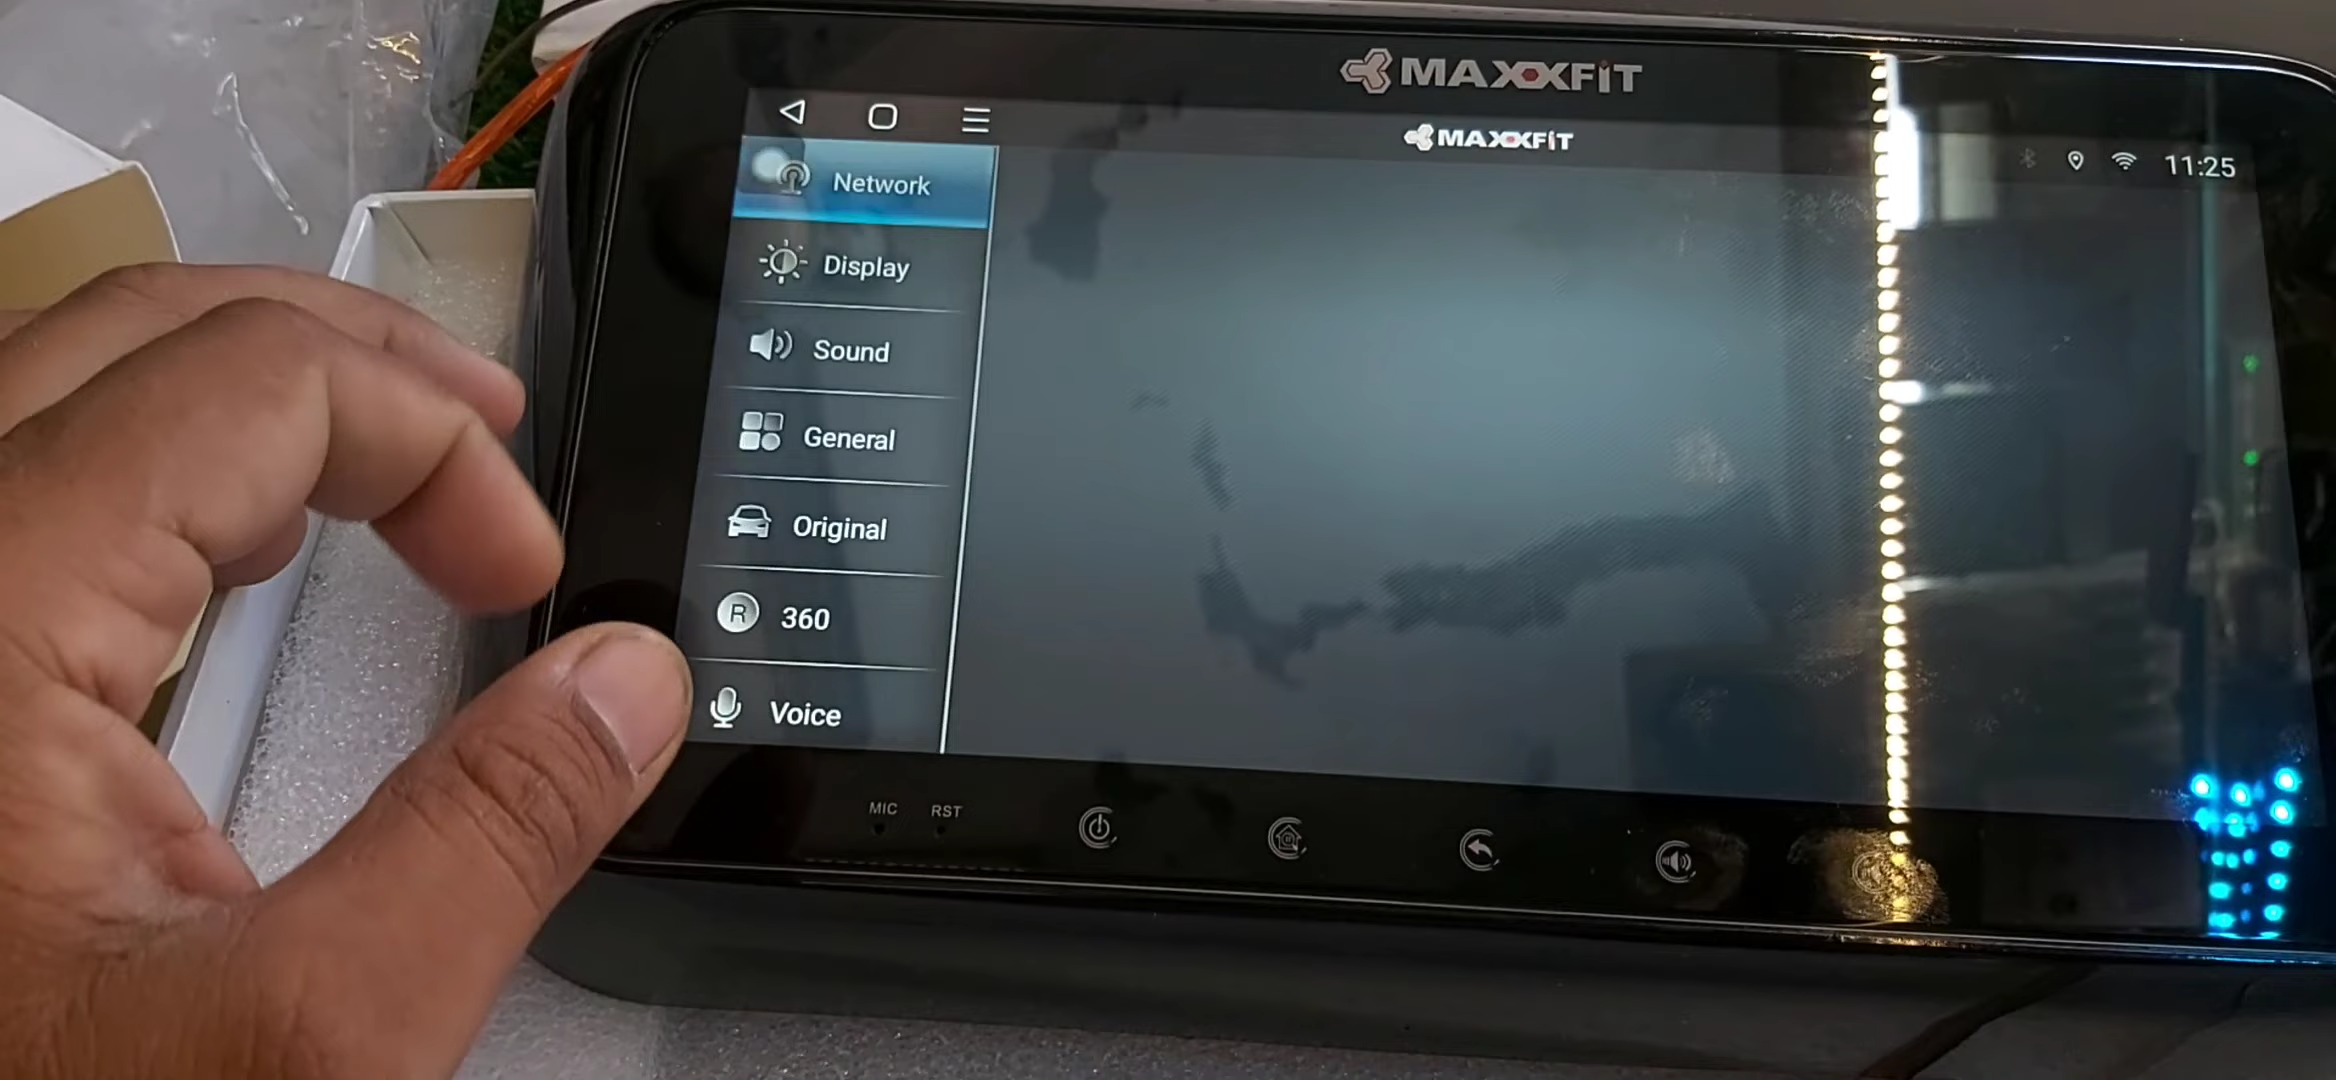 MAXXFIT
MAXXFIT
11:25
Network
Display
Sound
General
Original
R 360
Voice
MIC RST